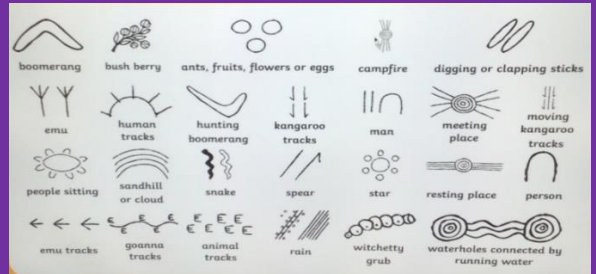 boomerang bush berry ants, fruits, flowers or eggs campfire digging or clapping sticks
emu human tracks hunting boomerang kangaroo tracks man meeting place moving kangaroo tracks
people sitting sandhill or cloud snake spear star resting place person
emu tracks goanna tracks animal tracks rain witchetty grub waterholes connected by running water